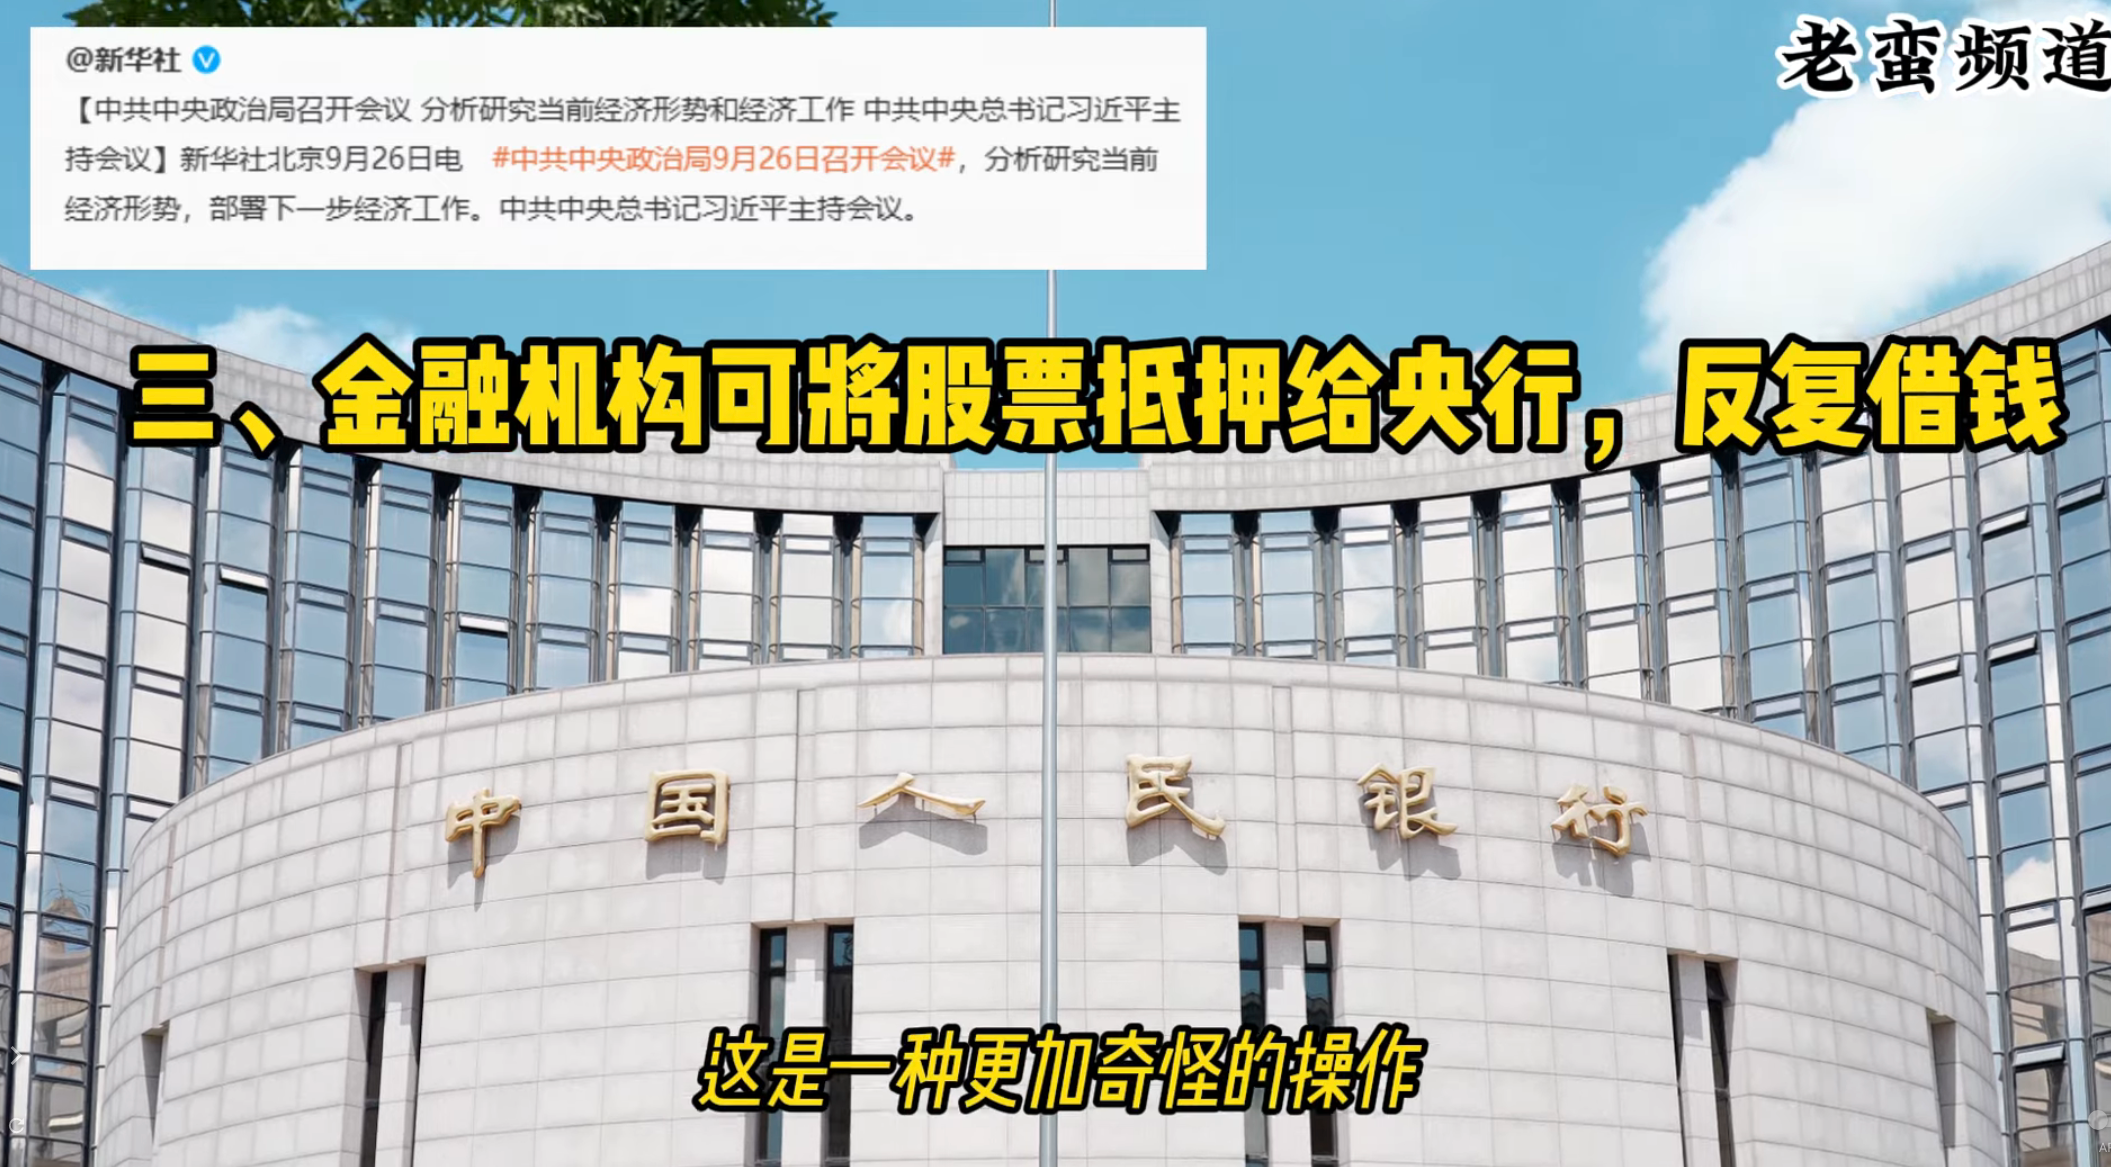 @新华社
【中共中央政治局召开会议 分析研究当前经济形势和经济工作 中共中央总书记习近平主
持会议】新华社北京9月26日电 #中共中央政治局9月26日召开会议#，分析研究当前
经济形势，部署下一步经济工作。中共中央总书记习近平主持会议。
老蛮频道
三、金融机构可將股票抵押给央行，反复借钱
中国人民银行
这是一种更加奇怪的操作